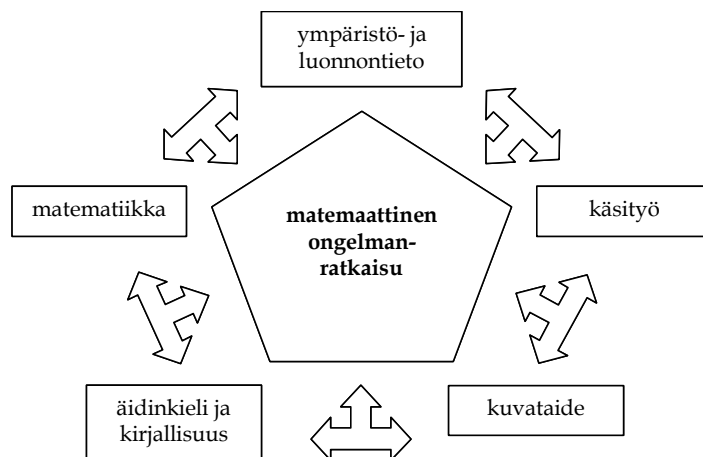 ympäristö- ja
luonnontieto
matematiikka
matemaattinen
ongelman-
ratkaisu
käsityö
äidinkieli ja
kirjallisuus
kuvataide